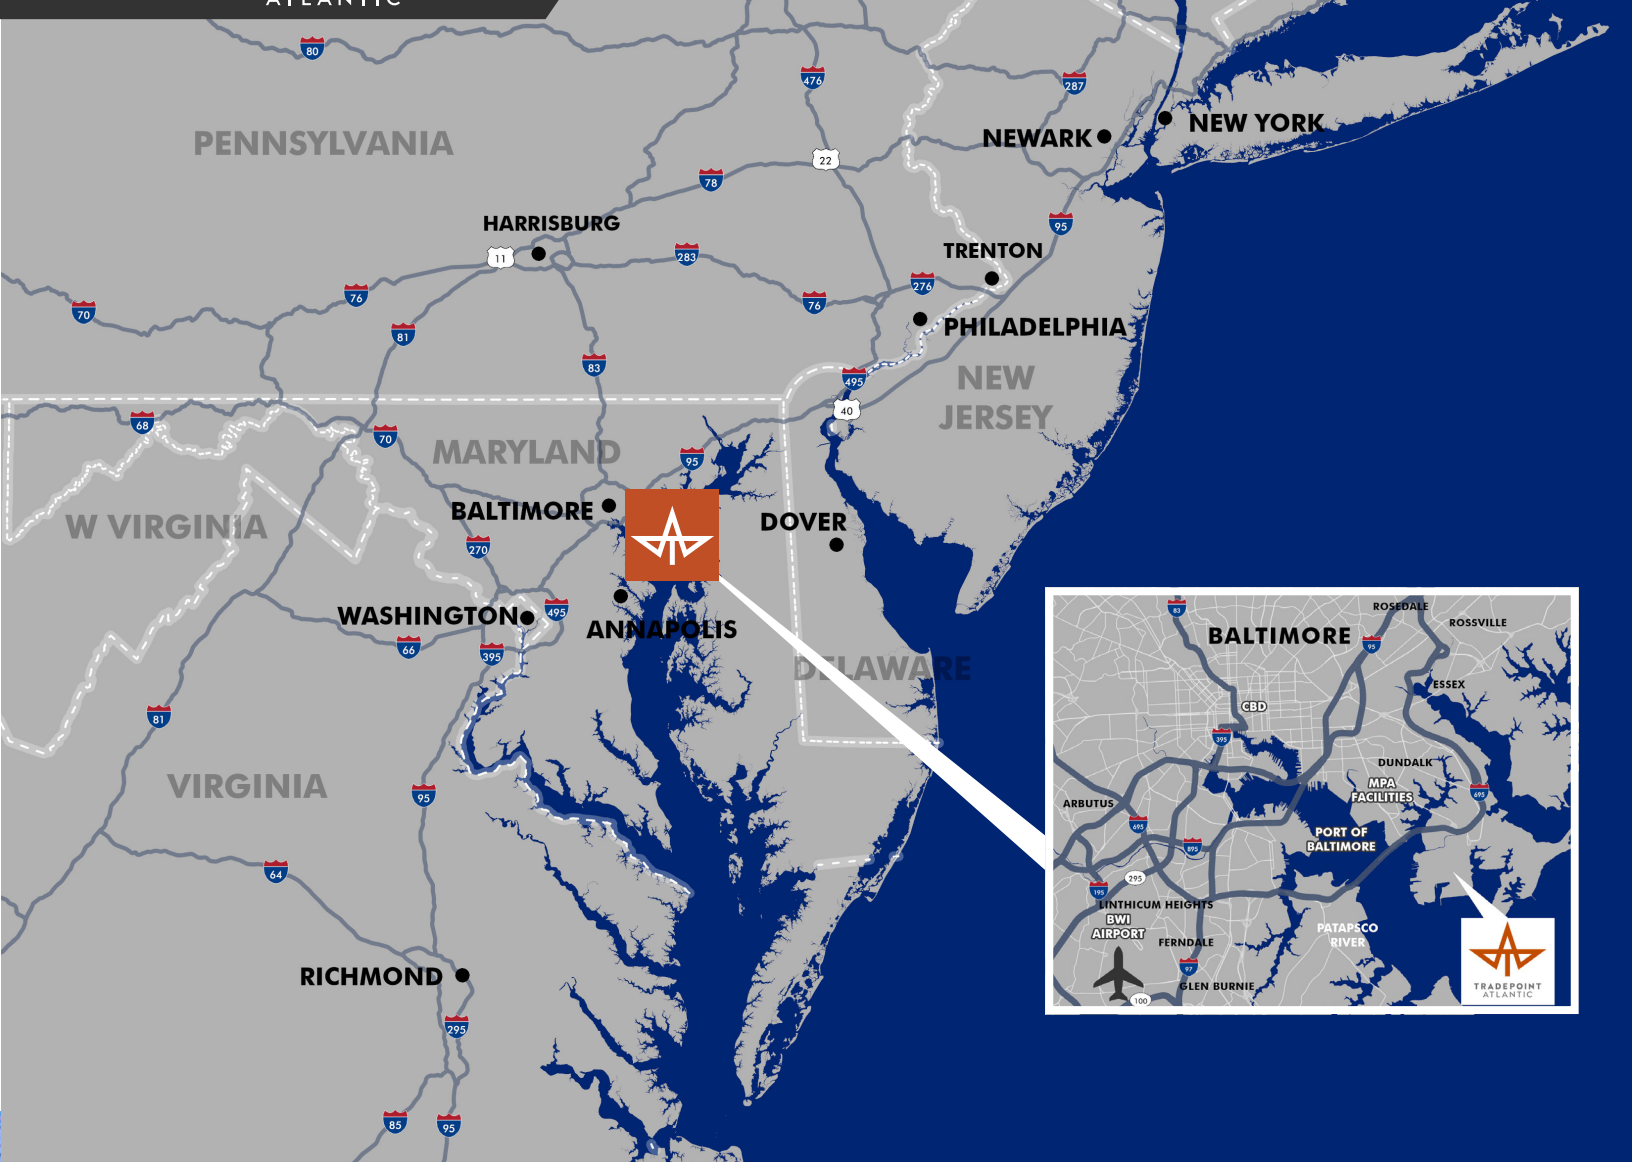 ATLANTIC
80
476
287
NEW YORK
NEWARK
PENNSYLVANIA
22
78
HARRISBURG
95
11
283
TRENTON
276
76
76
70
PHILADELPHIA
81
83
495
NEW
JERSEY
40
68
70
MARYLAND
95
BALTIMORE
W VIRGINIA
DOVER
270
WASHINGTON
495
ANNAPOLIS
66
395
DELAWARE
81
VIRGINIA
95
64
RICHMOND
295
85
95
83
ROSEDALE
ROSSVILLE
BALTIMORE
95
ESSEX
CBD
395
DUNDALK
MPA
FACILITIES
695
ARBUTUS
695
PORT OF
BALTIMORE
895
295
195
LINTHICUM HEIGHTS
BWI
AIRPORT
PATAPSCO
RIVER
FERNDALE
97
GLEN BURNIE
100
TRADEPOINT
ATLANTIC